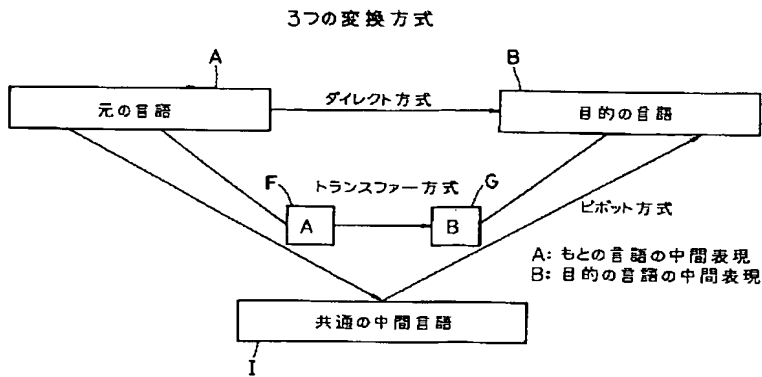 3つの変換方式
A
B
元の言語
ダイレクト方式
目的の言語
F
トランスファー方式
G
A
B
ピボット方式
A: もとの言語の中間表現
B: 目的の言語の中間表現
共通の中間言語
I